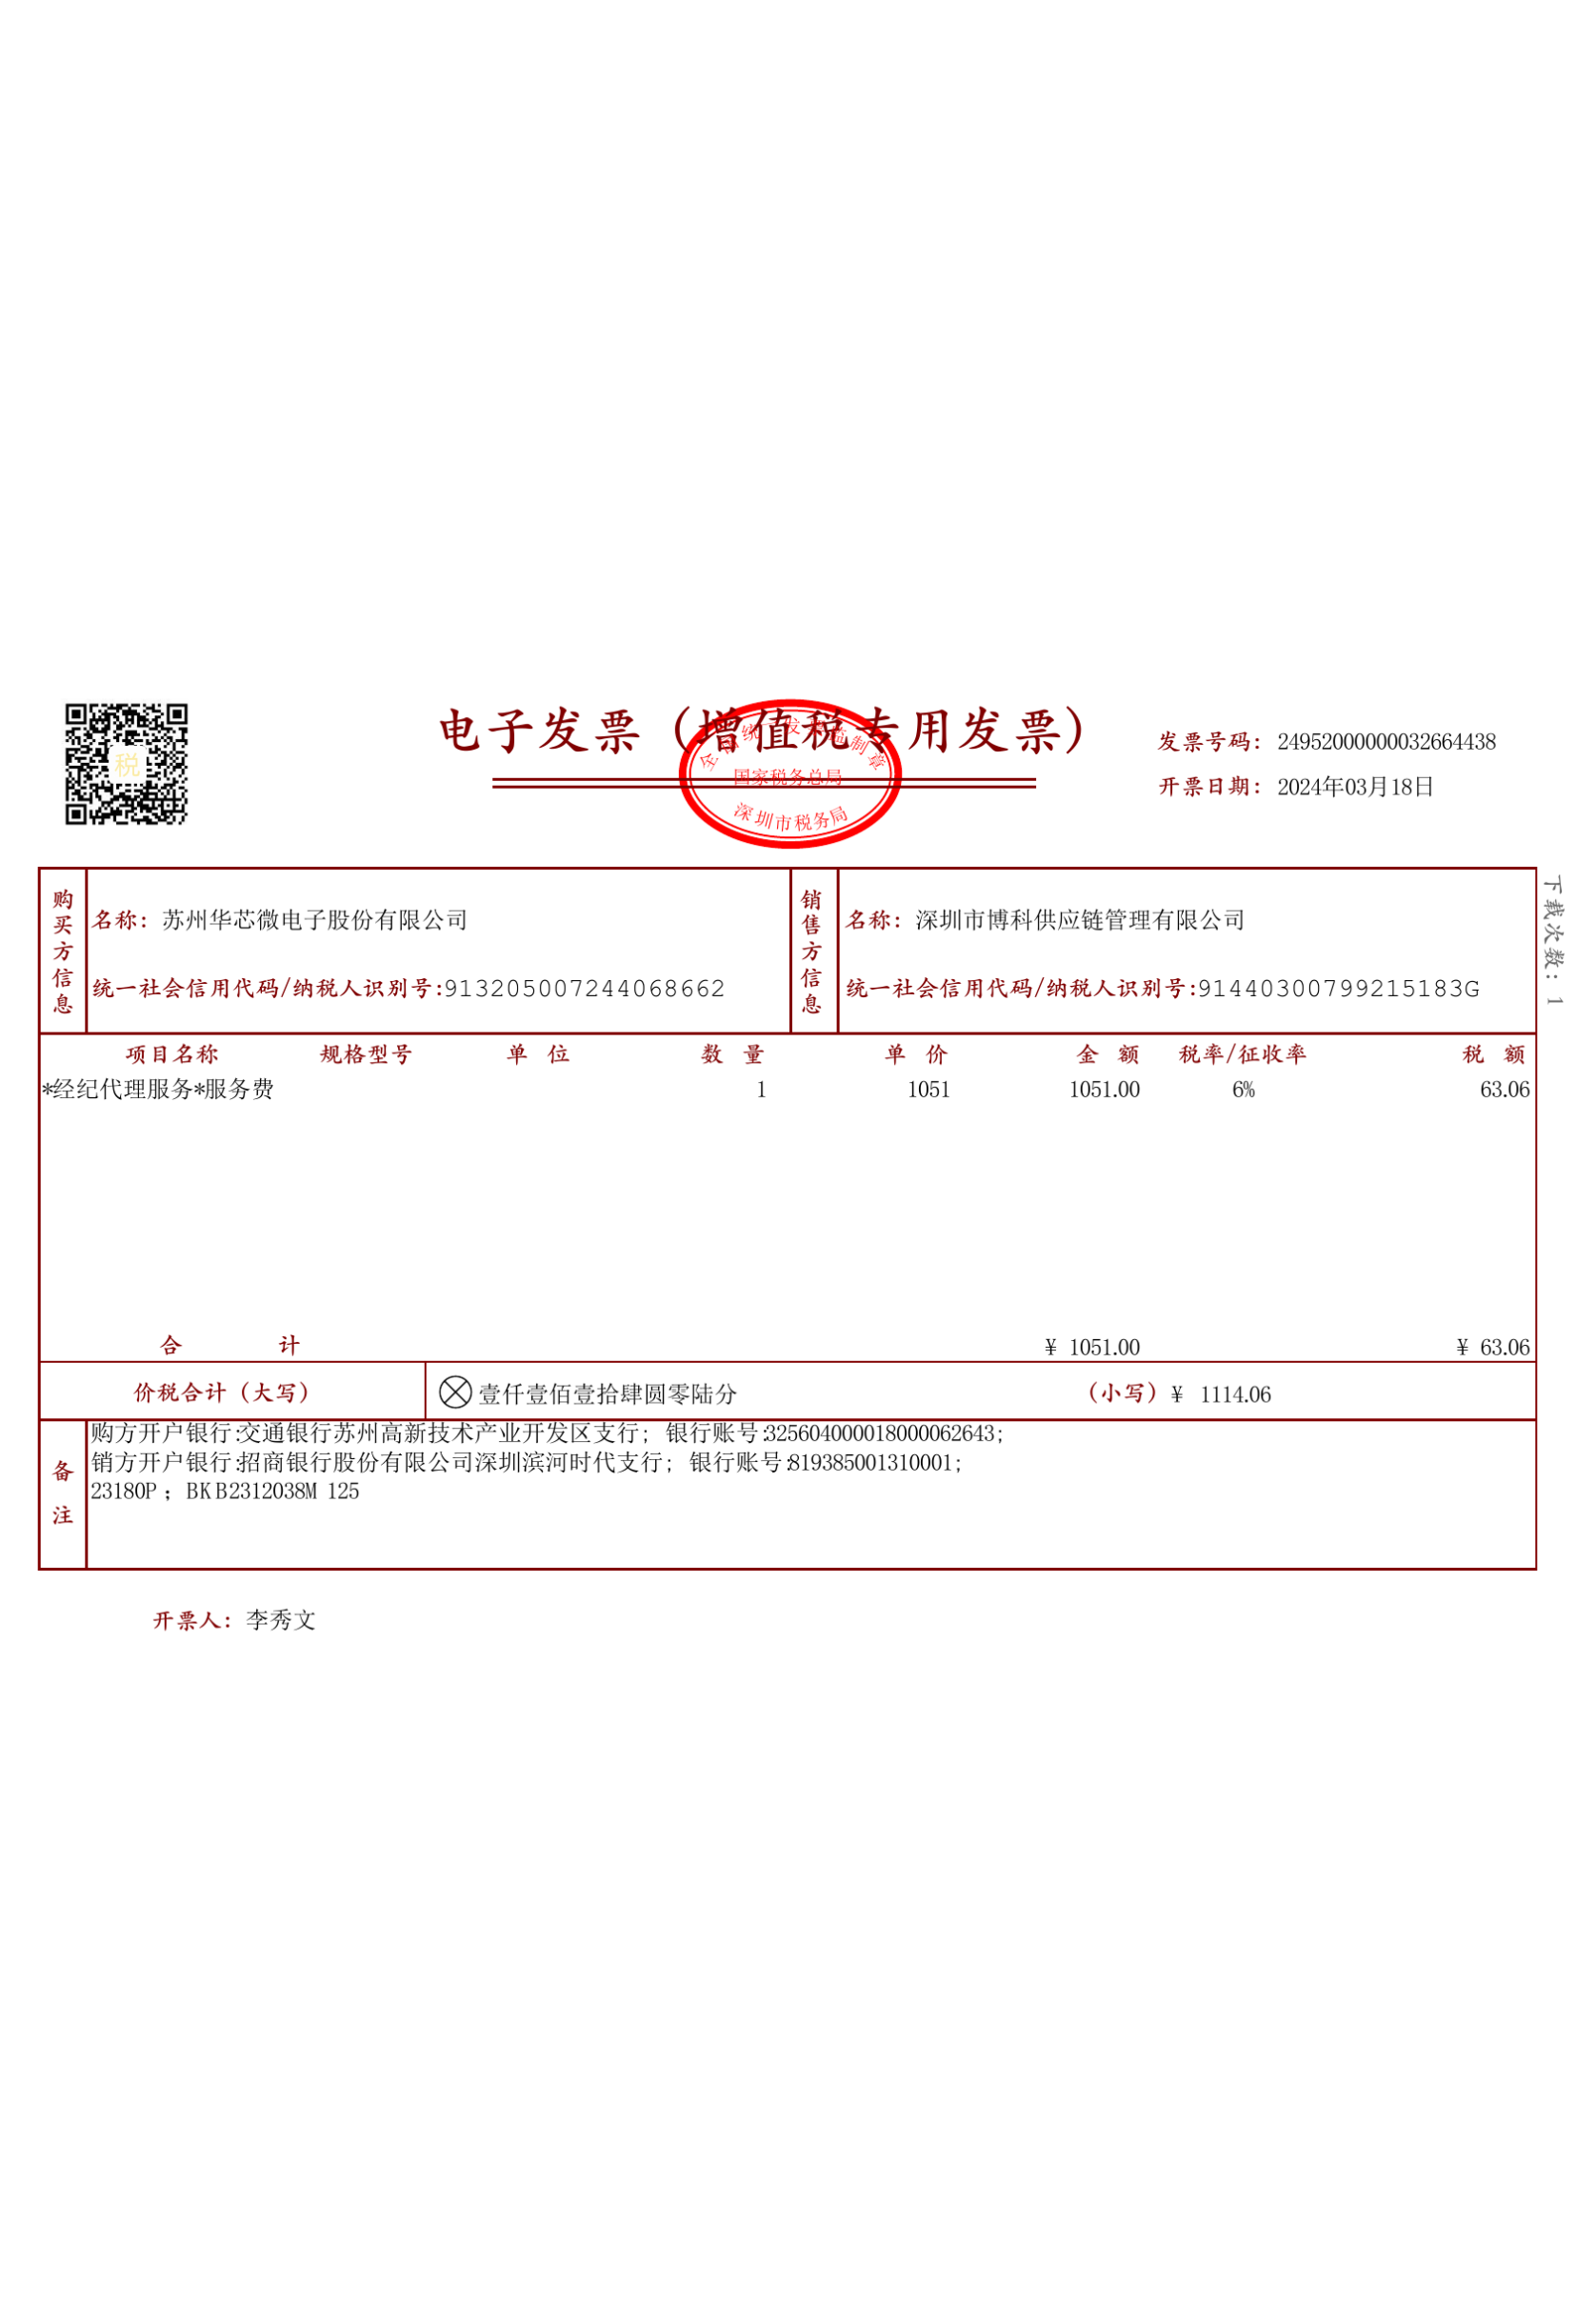 电子发票（增值税专用发票）
全国统一发票监制章
国家税务总局
深圳市税务局
税
发票号码：24952000000032664438
开票日期：2024年03月18日
下载次数：1
购买方信息
名称：苏州华芯微电子股份有限公司
统一社会信用代码/纳税人识别号:913205007244068662
销售方信息
名称：深圳市博科供应链管理有限公司
统一社会信用代码/纳税人识别号:91440300799215183G
项目名称 规格型号 单位 数量 单价 金额 税率/征收率 税额
*经纪代理服务*服务费 1 1051 1051.00 6% 63.06
合计 ¥1051.00 ¥63.06
价税合计（大写） 壹仟壹佰壹拾肆圆零陆分 （小写）¥ 1114.06
备注
购方开户银行:交通银行苏州高新技术产业开发区支行; 银行账号:325604000018000062643;
销方开户银行:招商银行股份有限公司深圳滨河时代支行; 银行账号:819385001310001;
23180P ; BKB2312038M 125
开票人：李秀文